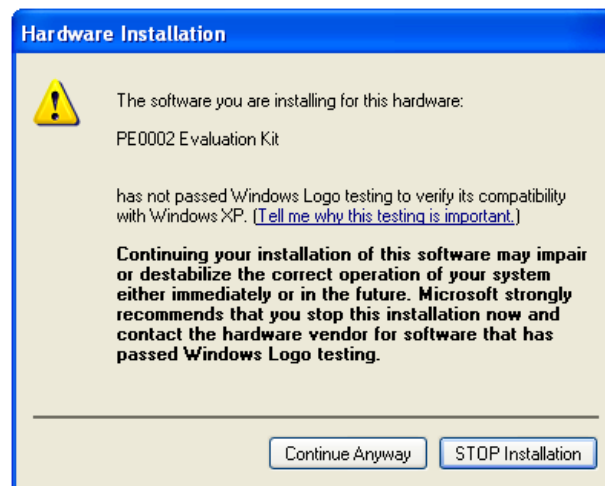 Hardware Installation
The software you are installing for this hardware:
PE0002 Evaluation Kit
has not passed Windows Logo testing to verify its compatibility
with Windows XP. (Tell me why this testing is important.)
Continuing your installation of this software may impair
or destabilize the correct operation of your system
either immediately or in the future. Microsoft strongly
recommends that you stop this installation now and
contact the hardware vendor for software that has
passed Windows Logo testing.
Continue Anyway
STOP Installation